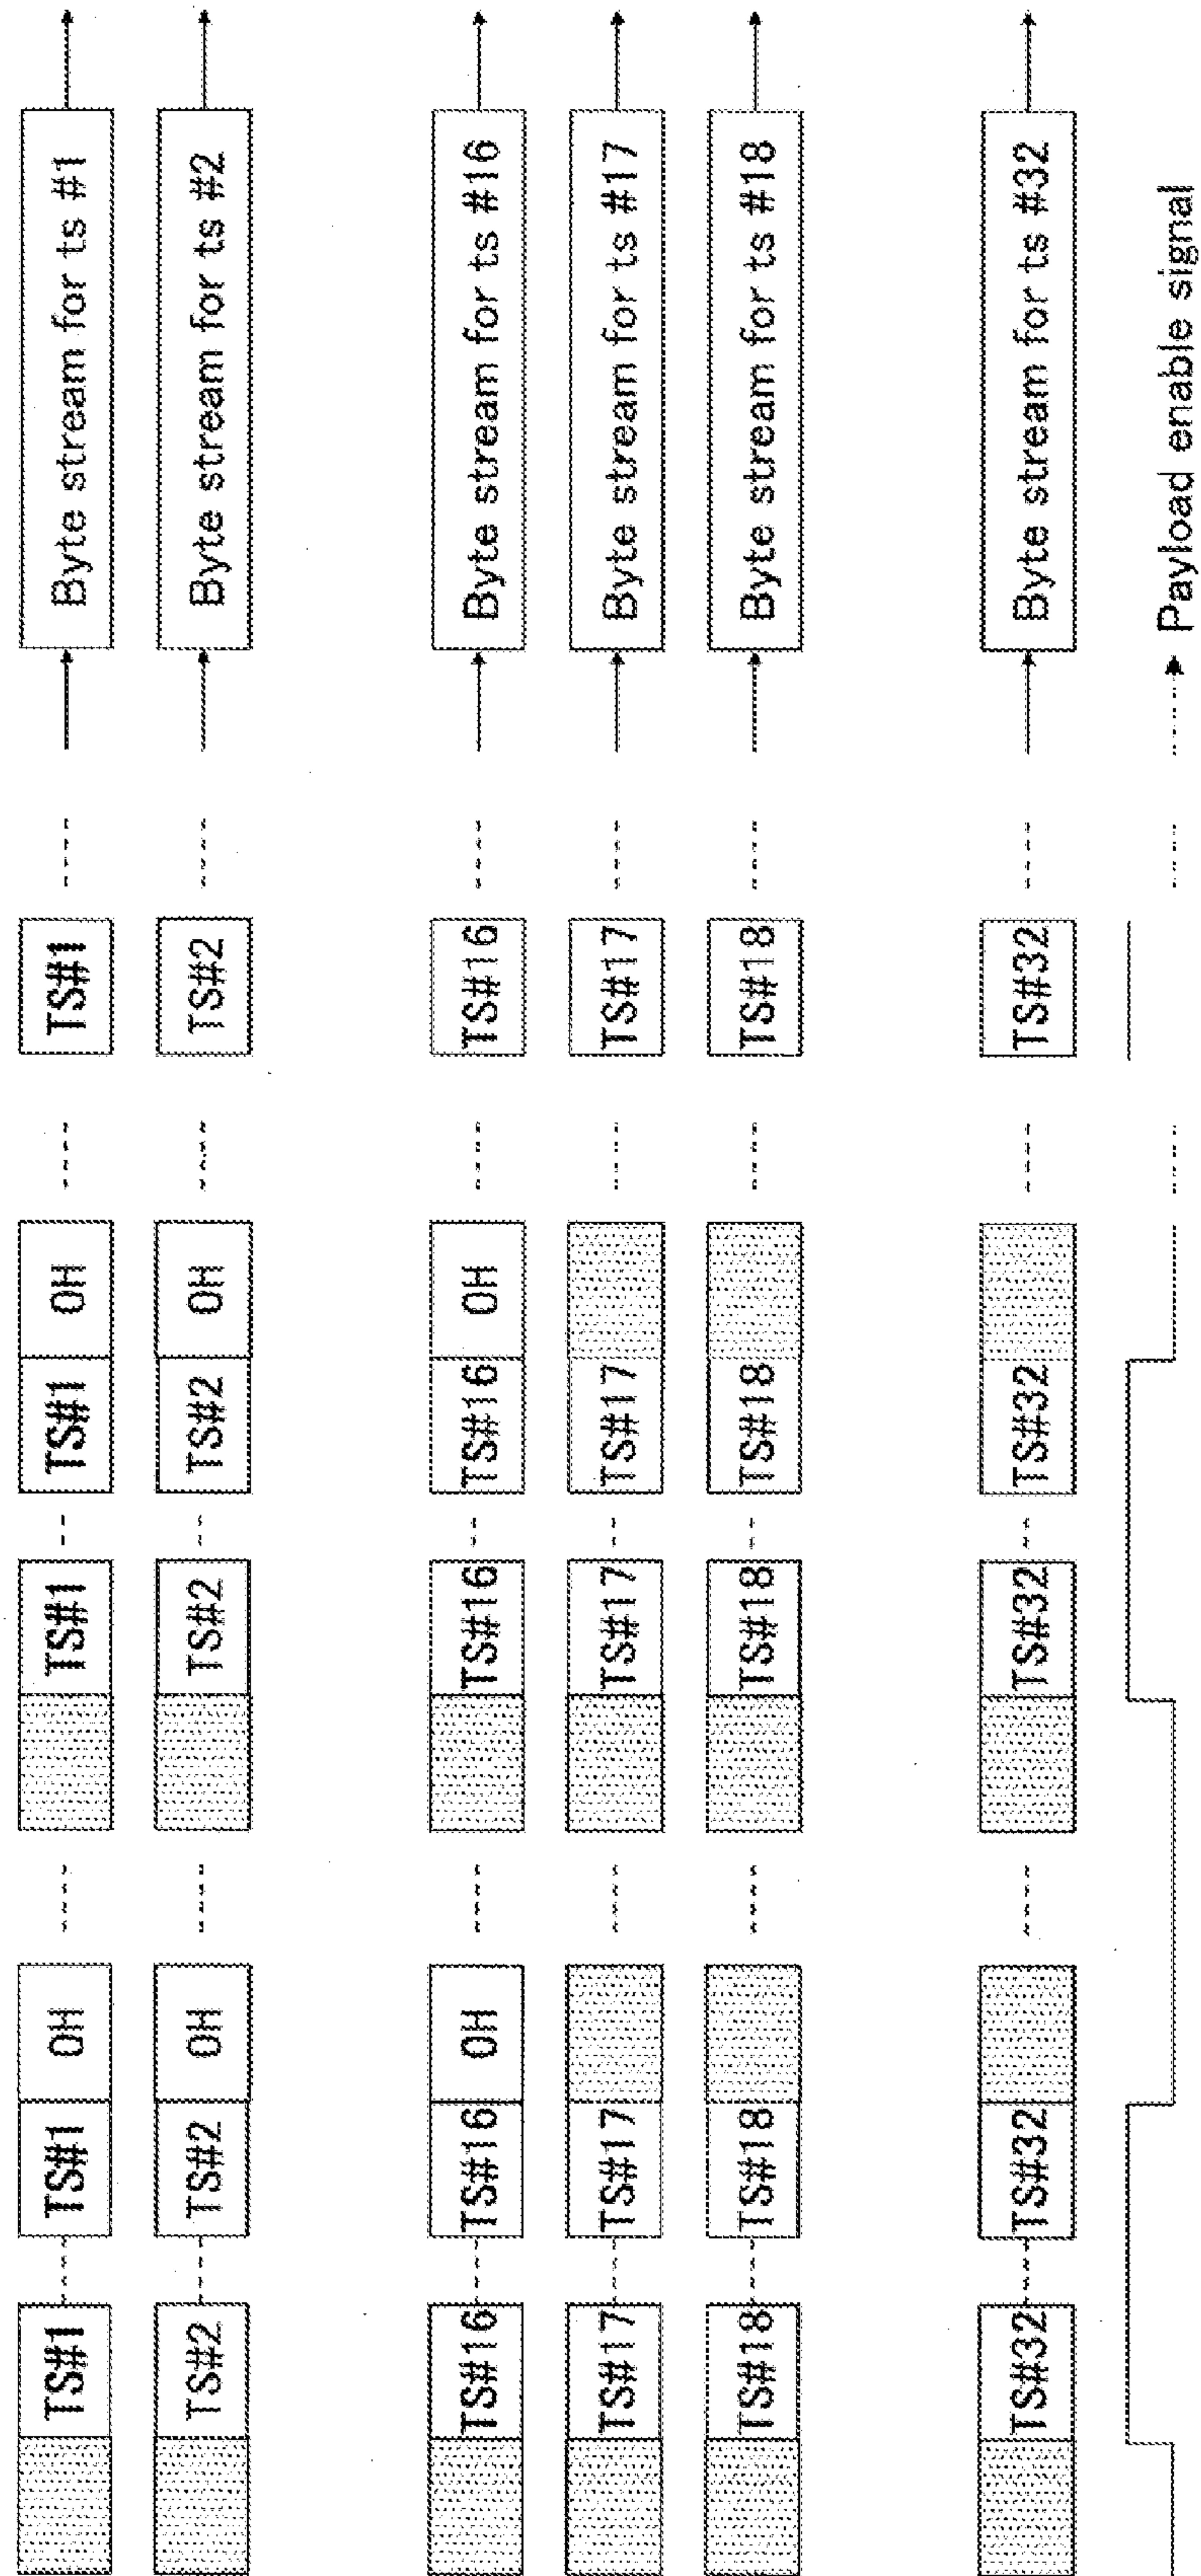 TS#1 TS#1 OH TS#1 TS#1 OH TS#1 Byte stream for ts #1
TS#2 TS#2 OH TS#2 TS#2 OH TS#2 Byte stream for ts #2
TS#16 TS#16 OH TS#16 TS#16 OH TS#16 Byte stream for ts #16
TS#17 TS#17 TS#17 TS#17 TS#17 Byte stream for ts #17
TS#18 TS#18 TS#18 TS#18 TS#18 Byte stream for ts #18
TS#32 TS#32 TS#32 TS#32 TS#32 Byte stream for ts #32
Payload enable signal